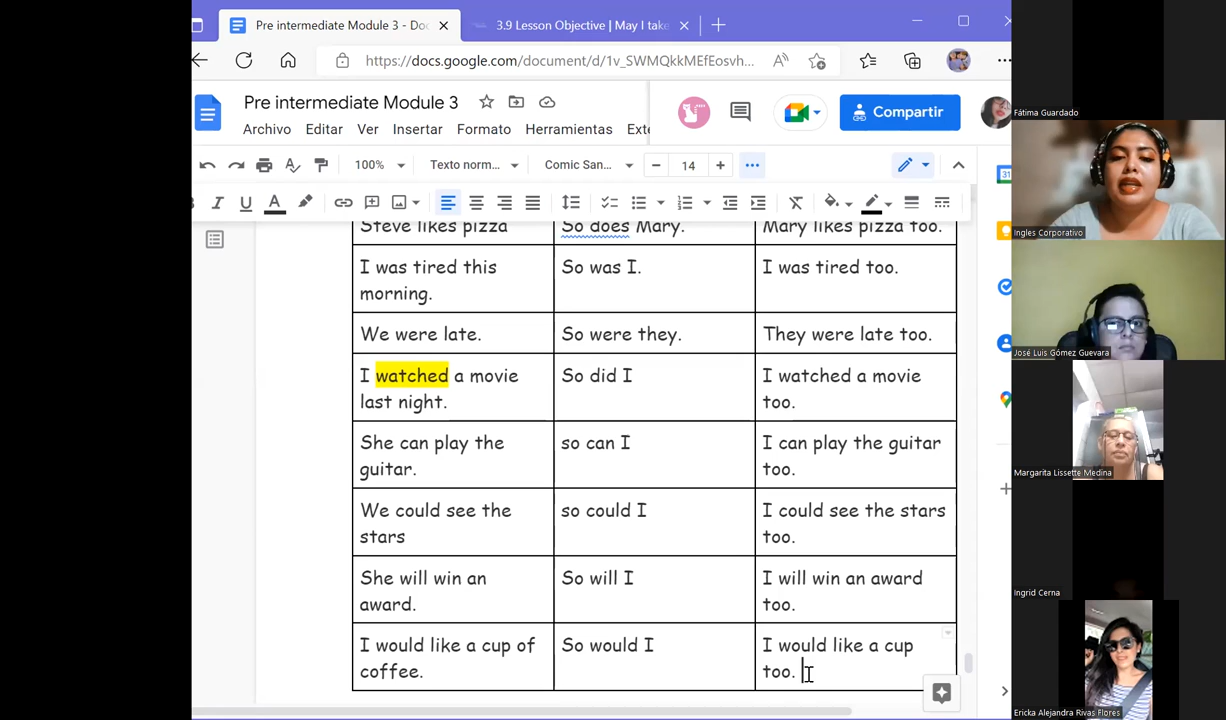 Pre intermediate Module 3 - Doc
3.9 Lesson Objective | May I take
https://docs.google.com/document/d/1v_SWMQkkMEfEosvh...
Pre intermediate Module 3
Compartir
Archivo Editar Ver Insertar Formato Herramientas Exte
100% Texto norm... Comic San... 14
Steve likes pizza So does Mary. Mary likes pizza too.
I was tired this So was I. I was tired too.
morning.
We were late. So were they. They were late too.
I watched a movie So did I I watched a movie
last night. too.
She can play the so can I I can play the guitar
guitar. too.
We could see the so could I I could see the stars
stars too.
She will win an So will I I will win an award
award. too.
I would like a cup of So would I I would like a cup
coffee. too.
Fátima Guardado
Ingles Corporativo
José Luis Gómez Guevara
Margarita Lissette Medina
Ingrid Cerna
Ericka Alejandra Rivas Flores